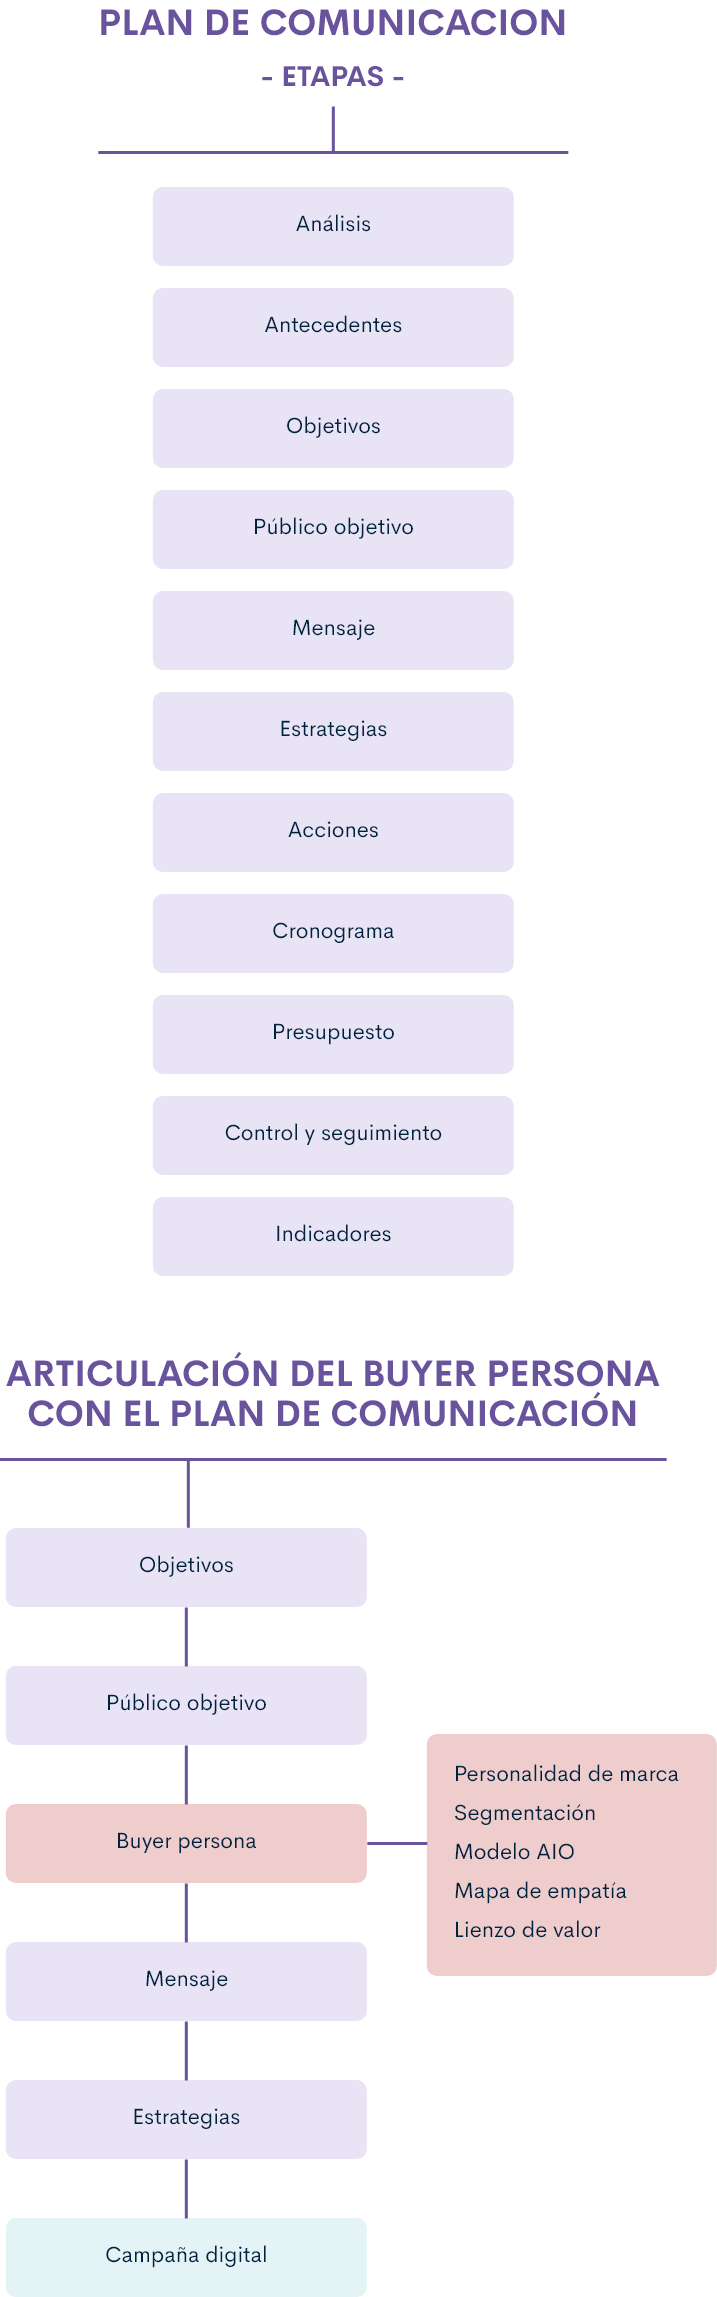 PLAN DE COMUNICACION
- ETAPAS -
Análisis
Antecedentes
Objetivos
Público objetivo
Mensaje
Estrategias
Acciones
Cronograma
Presupuesto
Control y seguimiento
Indicadores
ARTICULACIÓN DEL BUYER PERSONA
CON EL PLAN DE COMUNICACIÓN
Objetivos
Público objetivo
Buyer persona
Personalidad de marca
Segmentación
Modelo AIO
Mapa de empatía
Lienzo de valor
Mensaje
Estrategias
Campaña digital